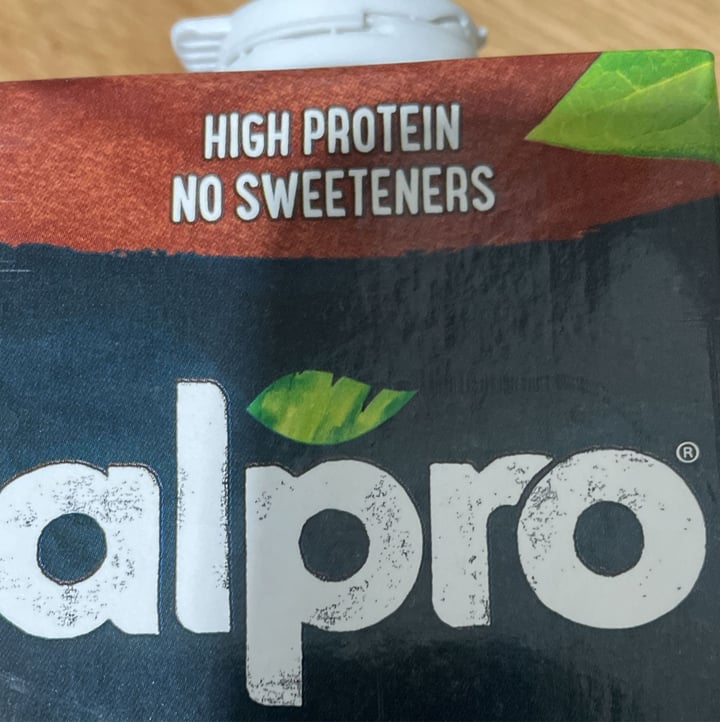 HIGH PROTEIN
NO SWEETENERS
alpro®